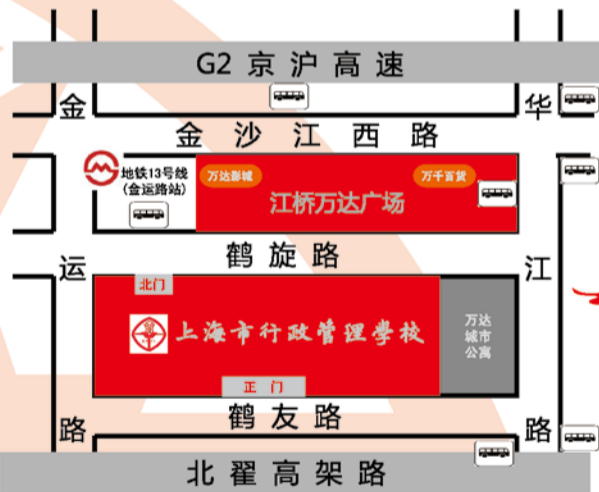 G2 京沪高速
金
华
金沙江西路
地铁13号线
(金运路站)
万达影城
万千百货
江桥万达广场
鹤旋路
运
江
北门
上海市行政管理學校
万达
城市
公寓
正门
鹤友路
路
路
北翟高架路